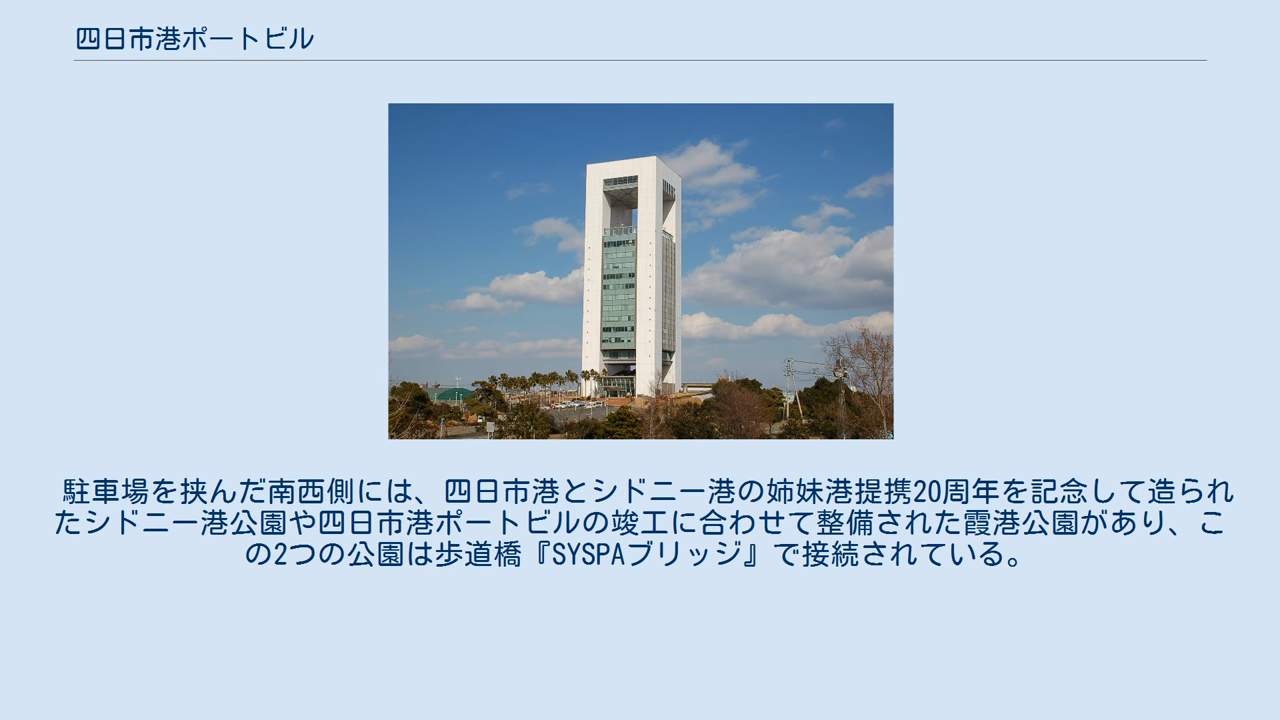 四日市港ポートビル
駐車場を挟んだ南西側には、四日市港とシドニー港の姉妹港提携20周年を記念して造られ
たシドニー港公園や四日市港ポートビルの竣工に合わせて整備された霞港公園があり、こ
の2つの公園は歩道橋『SYSPAブリッジ』で接続されている。